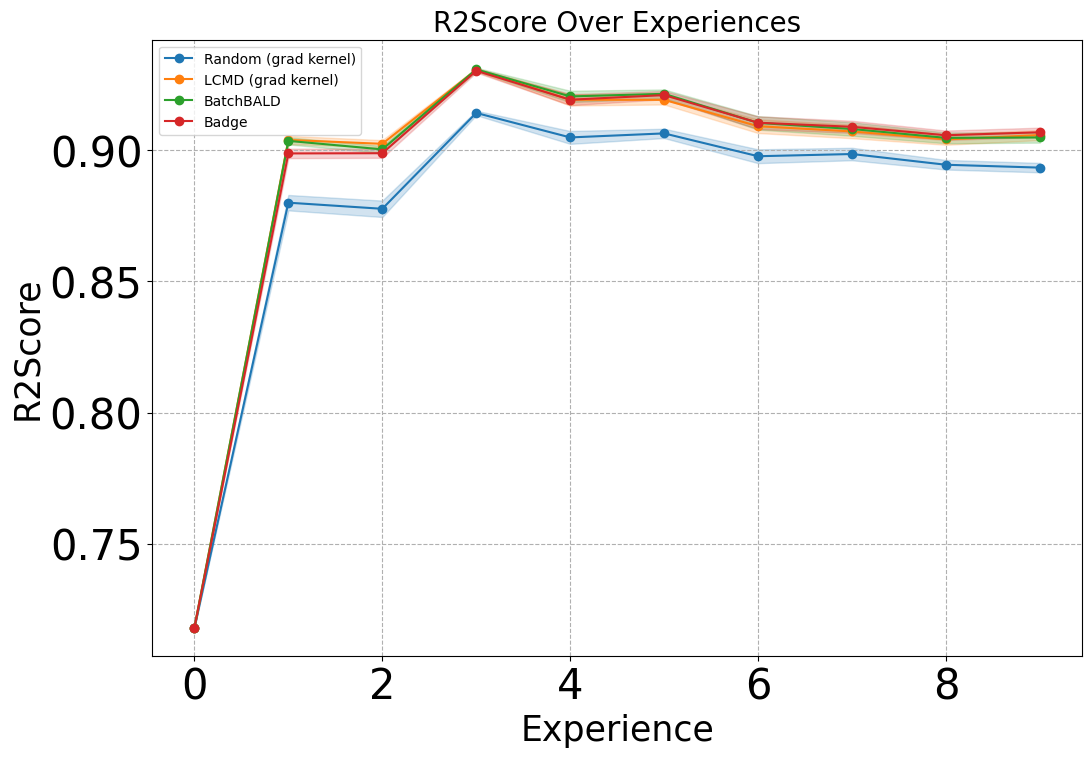 R2Score Over Experiences
Random (grad kernel)
LCMD (grad kernel)
BatchBALD
Badge
0.90
0.85
0.80
0.75
R2Score
0 2 4 6 8
Experience